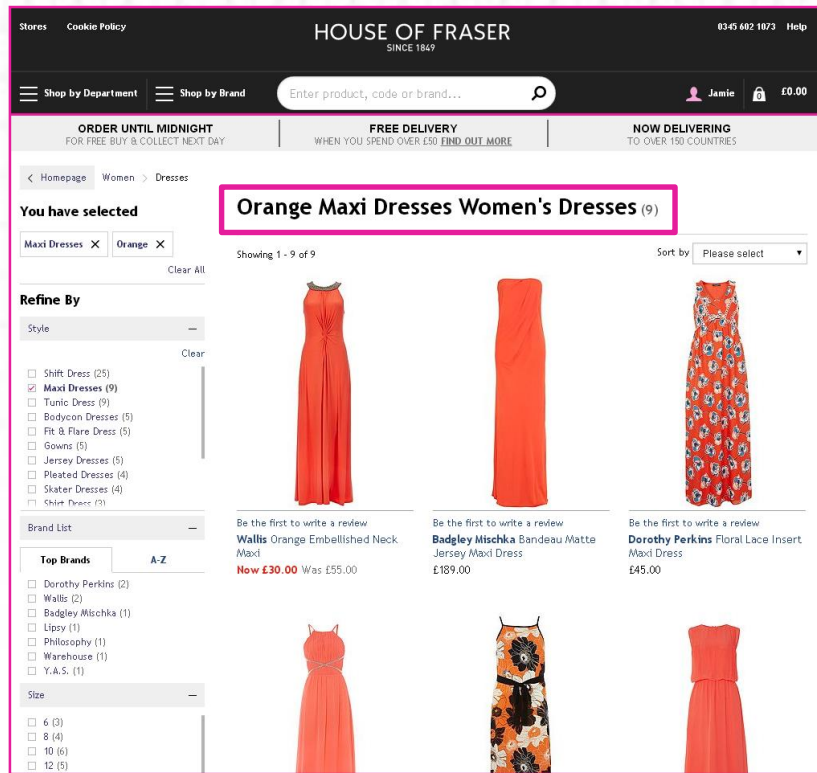 Stores Cookie Policy
HOUSE OF FRASER
SINCE 1849
0345 602 1073 Help
Shop by Department
Shop by Brand
Enter product, code or brand...
Jamie
0
£0.00
ORDER UNTIL MIDNIGHT
FOR FREE BUY & COLLECT NEXT DAY
FREE DELIVERY
WHEN YOU SPEND OVER £50 FIND OUT MORE
NOW DELIVERING
TO OVER 150 COUNTRIES
< Homepage Women > Dresses
You have selected
Maxi Dresses X Orange X
Clear All
Refine By
Style —
Clear
Shift Dress (25)
Maxi Dresses (9)
Tunic Dress (9)
Bodycon Dresses (5)
Fit & Flare Dress (5)
Gowns (5)
Jersey Dresses (5)
Pleated Dresses (4)
Skater Dresses (4)
Shirt Dress (3)
Brand List —
Top Brands A-Z
Dorothy Perkins (2)
Wallis (2)
Badgley Mischka (1)
Lipsy (1)
Philosophy (1)
Warehouse (1)
Y.A.S. (1)
Size —
6 (3)
8 (4)
10 (6)
12 (5)
Orange Maxi Dresses Women's Dresses (9)
Showing 1 - 9 of 9
Sort by Please select
Be the first to write a review
Wallis Orange Embellished Neck
Maxi
Now £30.00 Was £55.00
Be the first to write a review
Badgley Mischka Bandeau Matte
Jersey Maxi Dress
£189.00
Be the first to write a review
Dorothy Perkins Floral Lace Insert
Maxi Dress
£45.00